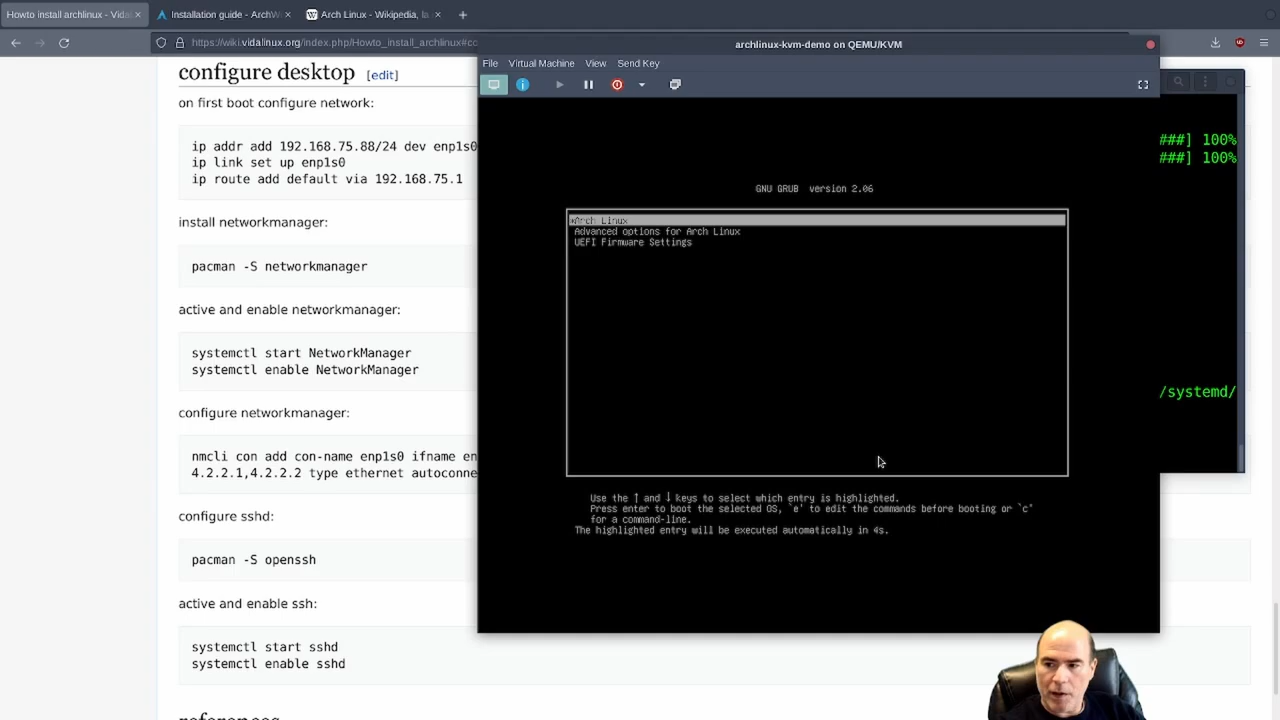 Howto install archlinux - Vidal
Installation guide - ArchW
Arch Linux - Wikipedia, la
https://wiki.vidalinux.org/index.php/Howto_install_archlinux#co
archlinux-kvm-demo on QEMU/KVM
File Virtual Machine View Send Key
configure desktop [edit]
on first boot configure network:
ip addr add 192.168.75.88/24 dev enp1s0
ip link set up enp1s0
ip route add default via 192.168.75.1
install networkmanager:
pacman -S networkmanager
active and enable networkmanager:
systemctl start NetworkManager
systemctl enable NetworkManager
configure networkmanager:
nmcli con add con-name enp1s0 ifname en
4.2.2.1,4.2.2.2 type ethernet autoconne
configure sshd:
pacman -S openssh
active and enable ssh:
systemctl start sshd
systemctl enable sshd
GNU GRUB version 2.06
*Arch Linux
Advanced options for Arch Linux
UEFI Firmware Settings
Use the ↑ and ↓ keys to select which entry is highlighted.
Press enter to boot the selected OS, `e' to edit the commands before booting or `c'
for a command-line.
The highlighted entry will be executed automatically in 4s.
###] 100%
###] 100%
/systemd/